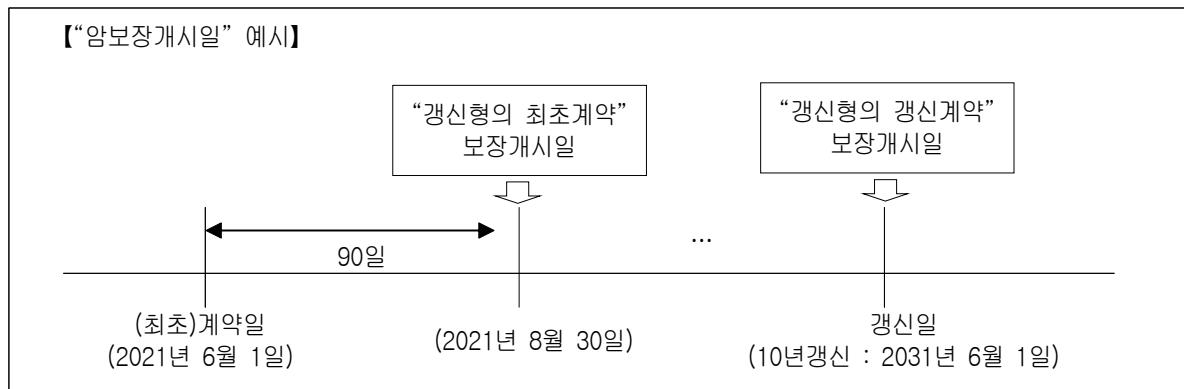 【“암보장개시일” 예시】
“갱신형의 최초계약”
보장개시일
“갱신형의 갱신계약”
보장개시일
90일
...
(최초)계약일
(2021년 6월 1일)
(2021년 8월 30일)
갱신일
(10년갱신 : 2031년 6월 1일)